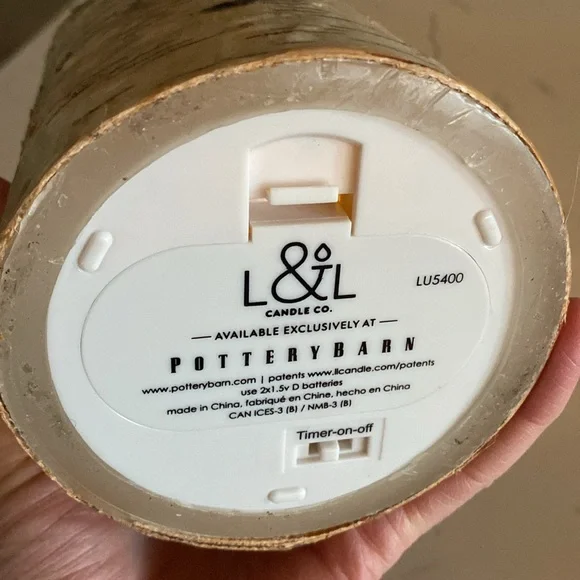 L&L
CANDLE CO.
LU5400
— AVAILABLE EXCLUSIVELY AT —
POTTERYBARN
www.potterybarn.com | patents www.llcandle.com/patents
use 2x1.5v D batteries
made in China, fabriqué en Chine, hecho en China
CAN ICES-3 (B) / NMB-3 (B)
Timer-on-off